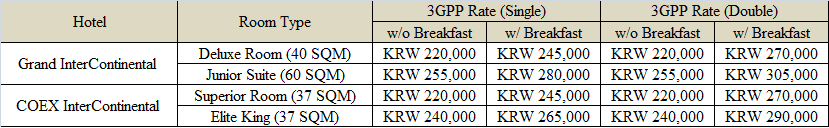 Hotel Room Type 3GPP Rate (Single) 3GPP Rate (Double)
w/o Breakfast w/ Breakfast w/o Breakfast w/ Breakfast
Grand InterContinental Deluxe Room (40 SQM) KRW 220,000 KRW 245,000 KRW 220,000 KRW 270,000
Junior Suite (60 SQM) KRW 255,000 KRW 280,000 KRW 255,000 KRW 305,000
COEX InterContinental Superior Room (37 SQM) KRW 220,000 KRW 245,000 KRW 220,000 KRW 270,000
Elite King (37 SQM) KRW 240,000 KRW 265,000 KRW 240,000 KRW 290,000